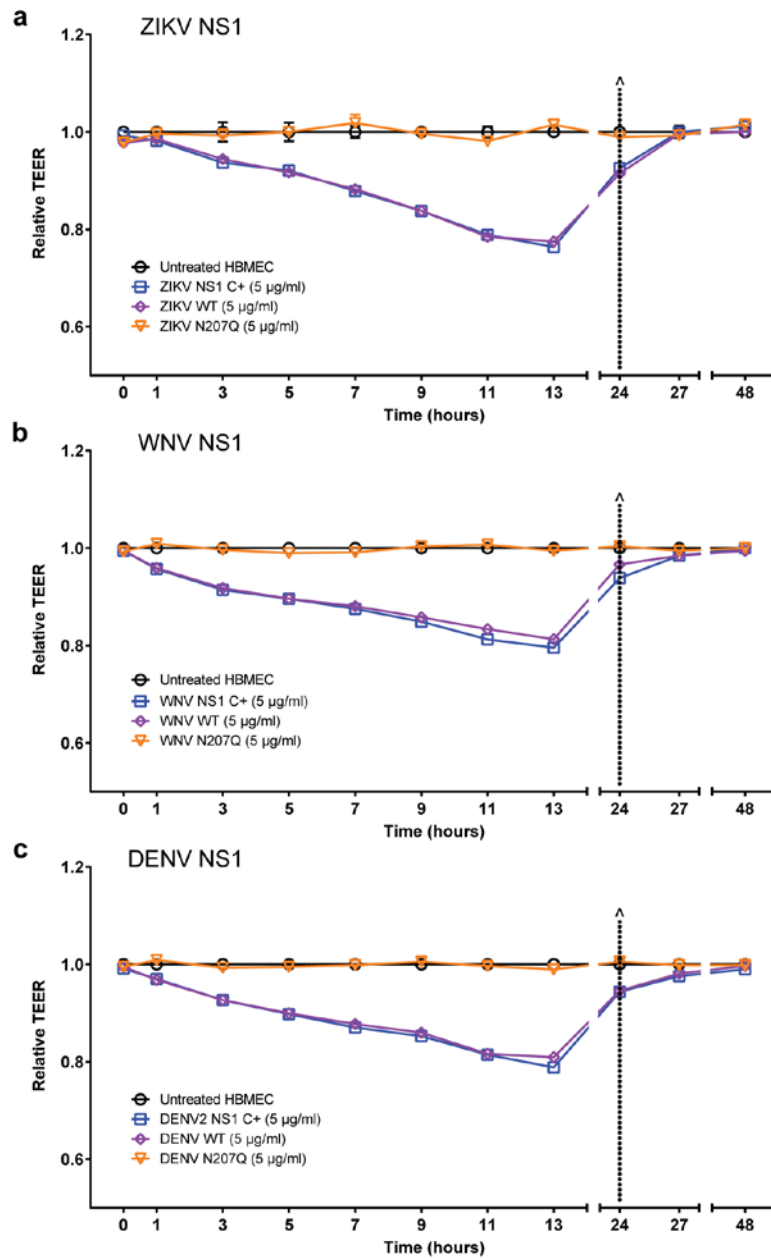 a
ZIKV NS1
1.2
1.0
0.8
0.6
Relative TEER
^
Untreated HBMEC
ZIKV NS1 C+ (5 µg/ml)
ZIKV WT (5 µg/ml)
ZIKV N207Q (5 µg/ml)
0 1 3 5 7 9 11 13 24 27 48
Time (hours)
b
WNV NS1
1.2
1.0
0.8
0.6
Relative TEER
^
Untreated HBMEC
WNV NS1 C+ (5 µg/ml)
WNV WT (5 µg/ml)
WNV N207Q (5 µg/ml)
0 1 3 5 7 9 11 13 24 27 48
Time (hours)
c
DENV NS1
1.2
1.0
0.8
0.6
Relative TEER
^
Untreated HBMEC
DENV2 NS1 C+ (5 µg/ml)
DENV WT (5 µg/ml)
DENV N207Q (5 µg/ml)
0 1 3 5 7 9 11 13 24 27 48
Time (hours)